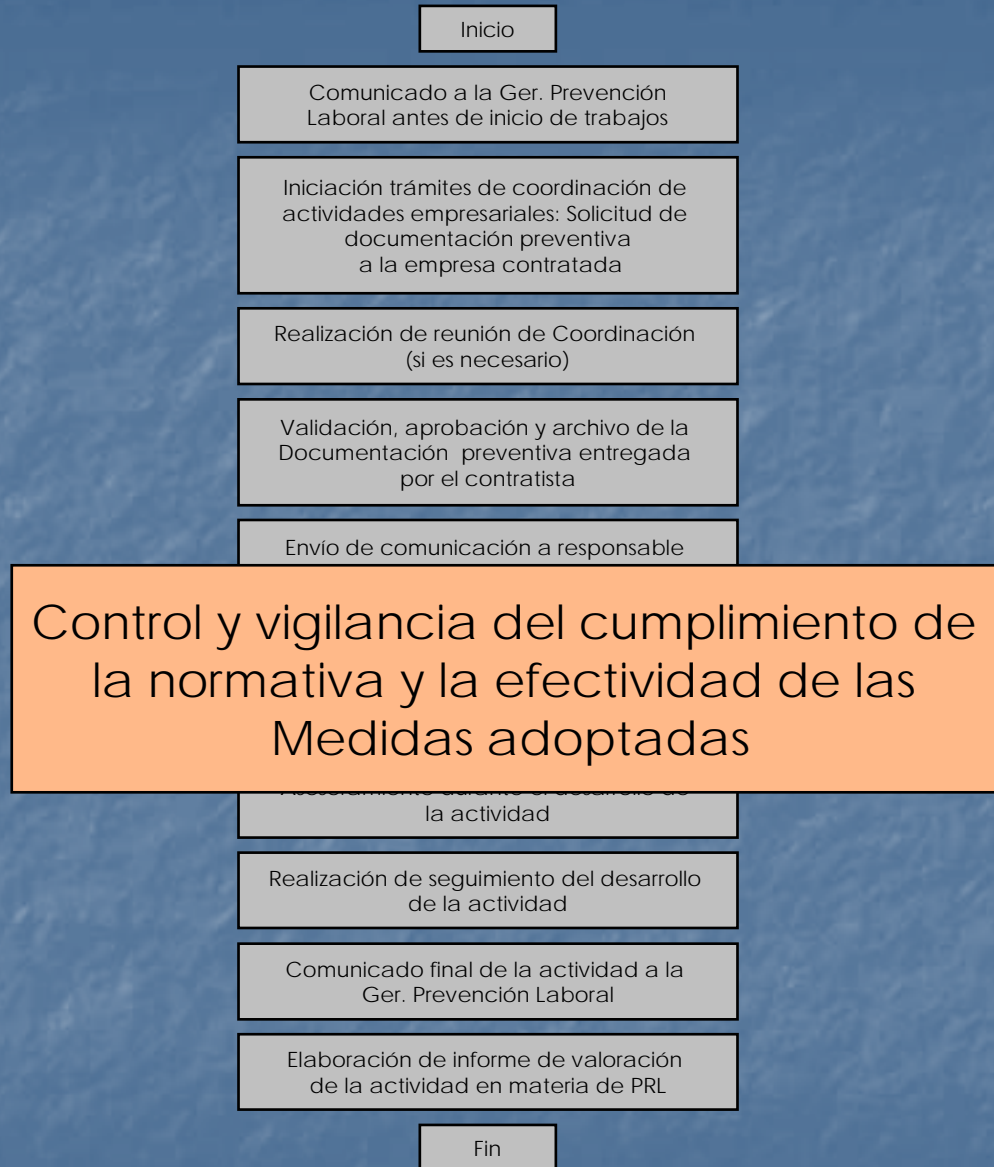 Inicio
Comunicado a la Ger. Prevención
Laboral antes de inicio de trabajos
Iniciación trámites de coordinación de
actividades empresariales: Solicitud de
documentación preventiva
a la empresa contratada
Realización de reunión de Coordinación
(si es necesario)
Validación, aprobación y archivo de la
Documentación preventiva entregada
por el contratista
Envío de comunicación a responsable
Control y vigilancia del cumplimiento de
la normativa y la efectividad de las
Medidas adoptadas
la actividad
Realización de seguimiento del desarrollo
de la actividad
Comunicado final de la actividad a la
Ger. Prevención Laboral
Elaboración de informe de valoración
de la actividad en materia de PRL
Fin